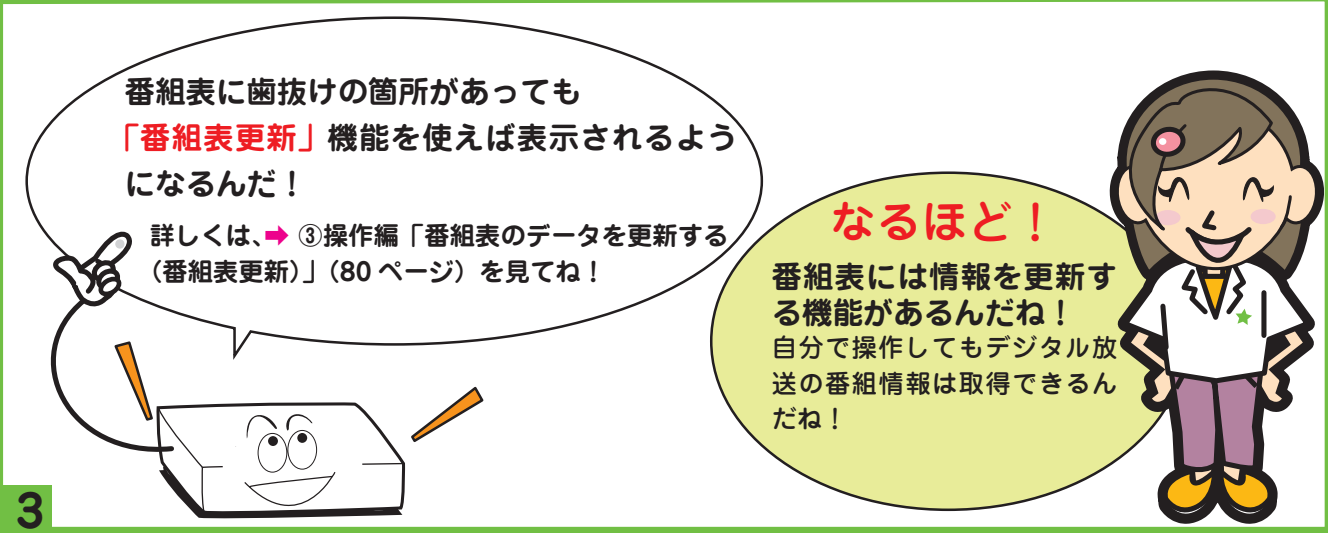 番組表に歯抜けの箇所があっても
「番組表更新」機能を使えば表示されるよう
になるんだ！
詳しくは、➡ ③操作編「番組表のデータを更新する
（番組表更新）」（80 ページ）を見てね！
なるほど！
番組表には情報を更新す
る機能があるんだね！
自分で操作してもデジタル放
送の番組情報は取得できるん
だね！
3